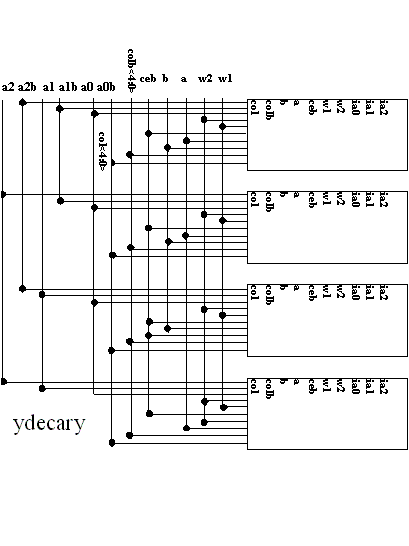 colb<4:0>
ceb b a w2 w1
a2 a2b a1 a1b a0 a0b
col<4:0>
col colb b a ceb w1 w2 ia0 ia1 ia2
col colb b a ceb w1 w2 ia0 ia1 ia2
col colb b a ceb w1 w2 ia0 ia1 ia2
col colb b a ceb w1 w2 ia0 ia1 ia2
ydecary